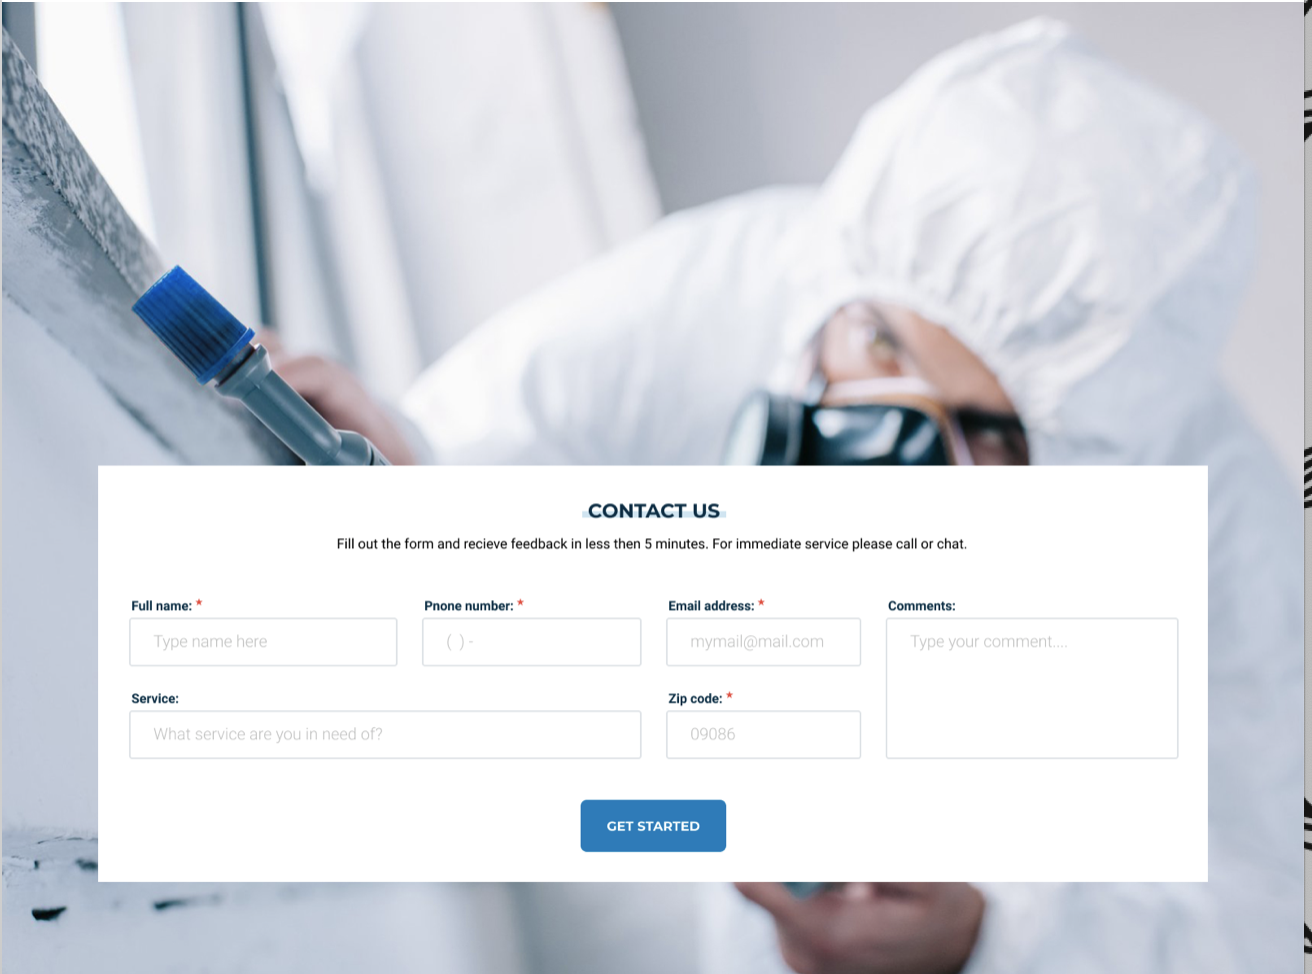 CONTACT US
Fill out the form and recieve feedback in less then 5 minutes. For immediate service please call or chat.
Full name: *
Pnone number: *
Email address: *
Comments:
Type name here
( ) -
mymail@mail.com
Type your comment....
Service:
Zip code: *
What service are you in need of?
09086
GET STARTED